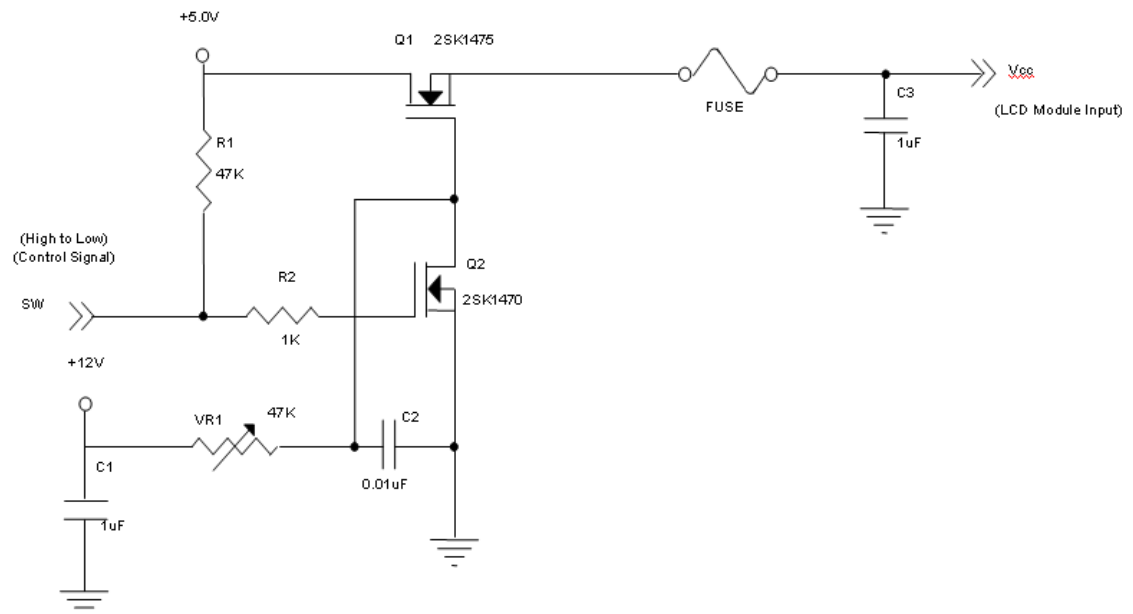 +5.0V
Q1 2SK1475
Vcc
FUSE
C3
(LCD Module Input)
1uF
R1
47K
(High to Low)
(Control Signal)
SW
R2
1K
Q2
2SK1470
+12V
VR1
47K
C2
0.01uF
C1
1uF